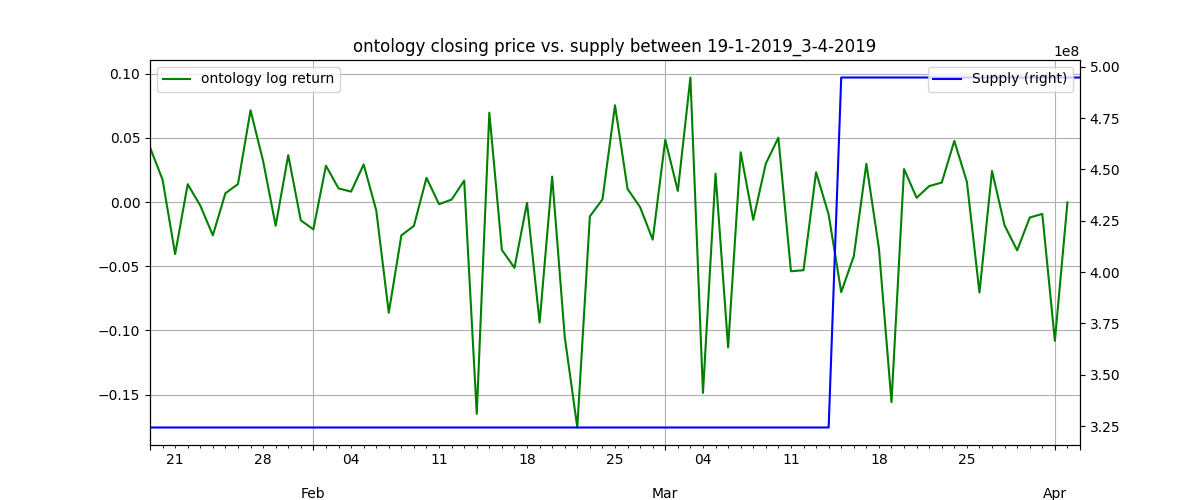 ontology closing price vs. supply between 19-1-2019_3-4-2019
1e8
ontology log return
Supply (right)
0.10
0.05
0.00
−0.05
−0.10
−0.15
5.00
4.75
4.50
4.25
4.00
3.75
3.50
3.25
21 28 04 11 18 25 04 11 18 25
Feb Mar Apr